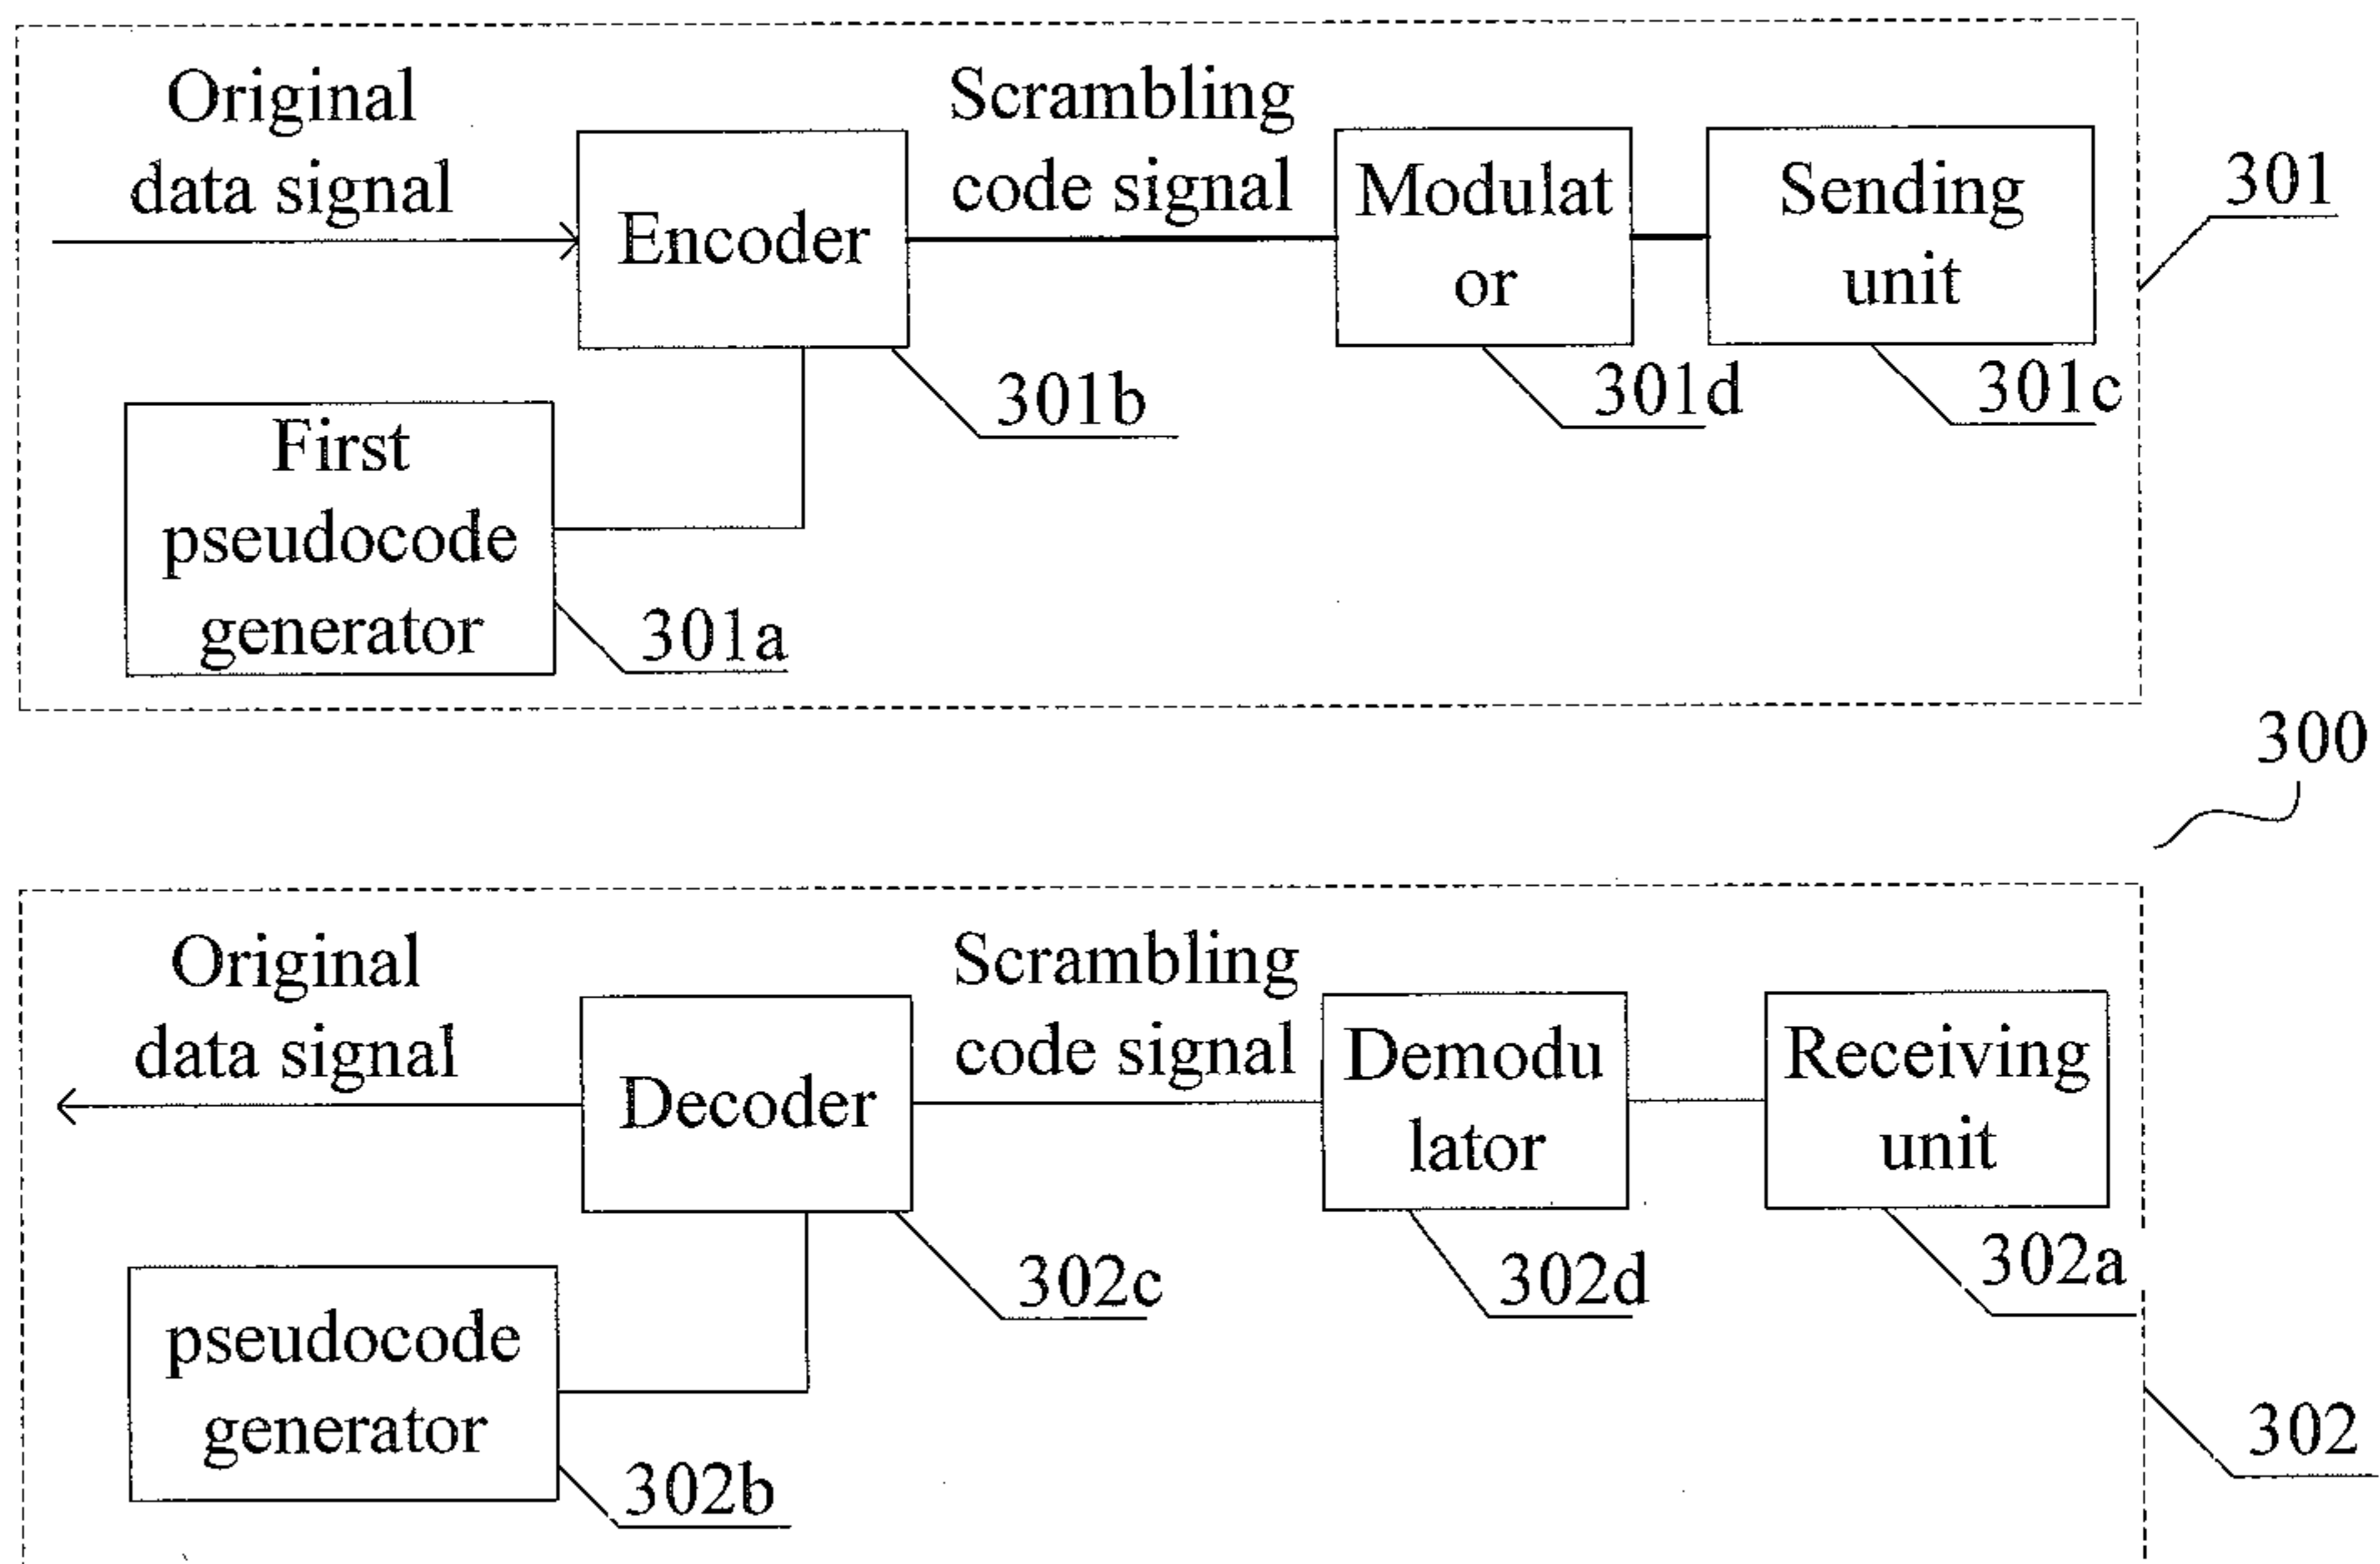 Original
data signal
Scrambling
code signal
Encoder
Modulat
or
Sending
unit
301
301b
301d
301c
First
pseudocode
generator
301a
300
Original
data signal
Scrambling
code signal
Decoder
Demodu
lator
Receiving
unit
302c
302d
302a
pseudocode
generator
302b
302